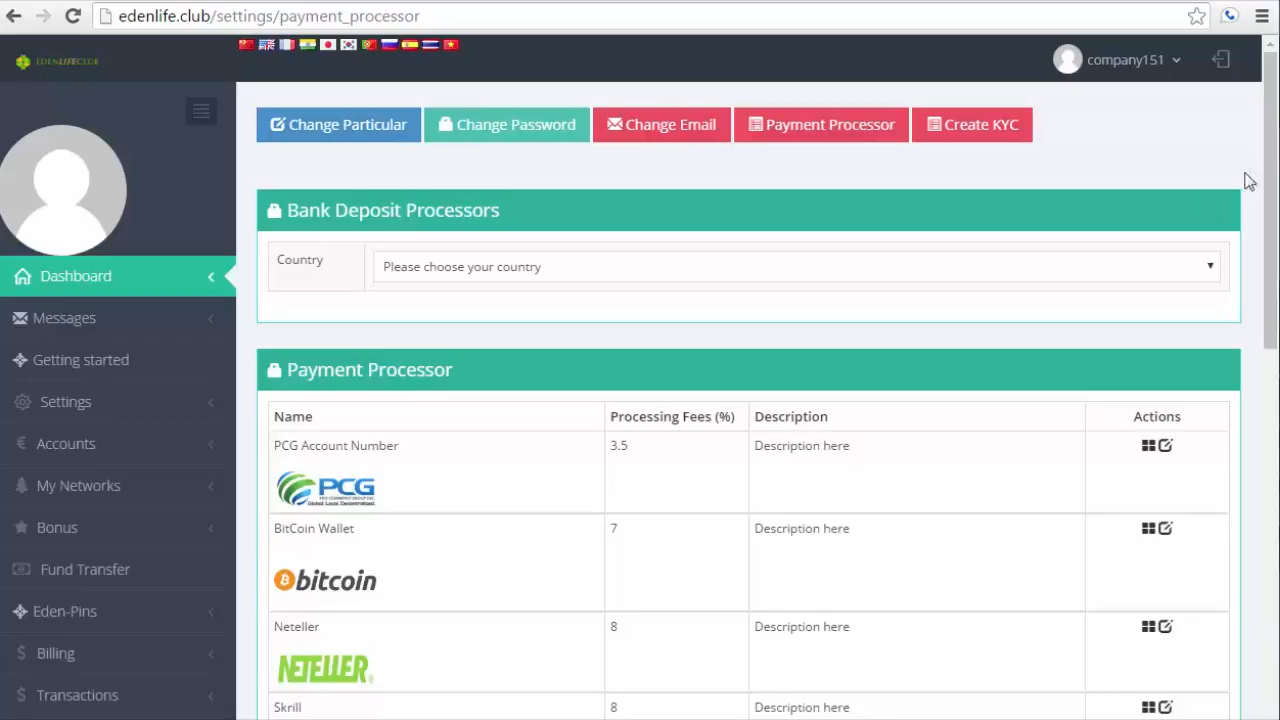 edenlife.club/settings/payment_processor
EDENLIFECLUB
company151
Change Particular
Change Password
Change Email
Payment Processor
Create KYC
Dashboard
Messages
Getting started
Settings
Accounts
My Networks
Bonus
Fund Transfer
Eden-Pins
Billing
Transactions
Bank Deposit Processors
Country
Please choose your country
Payment Processor
Name Processing Fees (%) Description Actions
PCG Account Number 3.5 Description here
PCG
BitCoin Wallet 7 Description here
bitcoin
Neteller 8 Description here
NETELLER
Skrill 8 Description here